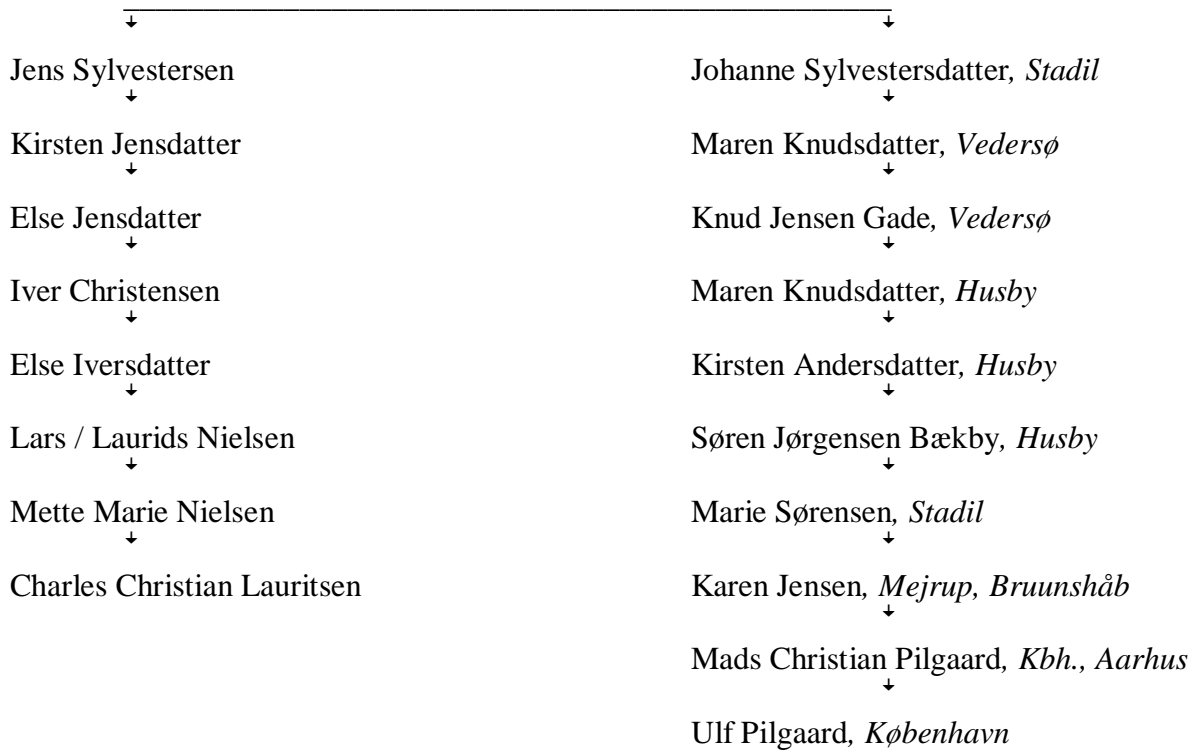 Jens Sylvestersen Johanne Sylvestersdatter, Stadil
Kirsten Jensdatter Maren Knudsdatter, Vedersø
Else Jensdatter Knud Jensen Gade, Vedersø
Iver Christensen Maren Knudsdatter, Husby
Else Iversdatter Kirsten Andersdatter, Husby
Lars / Laurids Nielsen Søren Jørgensen Bækby, Husby
Mette Marie Nielsen Marie Sørensen, Stadil
Charles Christian Lauritsen Karen Jensen, Mejrup, Bruunshåb
Mads Christian Pilgaard, Kbh., Aarhus
Ulf Pilgaard, København